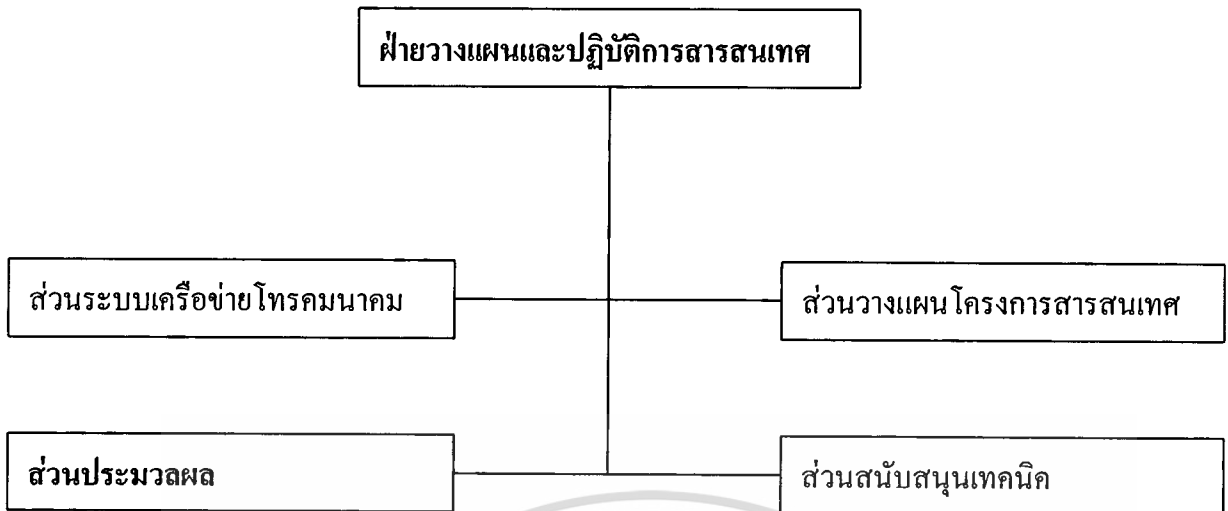 ฝ่ายวางแผนและปฏิบัติการสารสนเทศ
ส่วนระบบเครือข่ายโทรคมนาคม
ส่วนวางแผนโครงการสารสนเทศ
ส่วนประมวลผล
ส่วนสนับสนุนเทคนิค